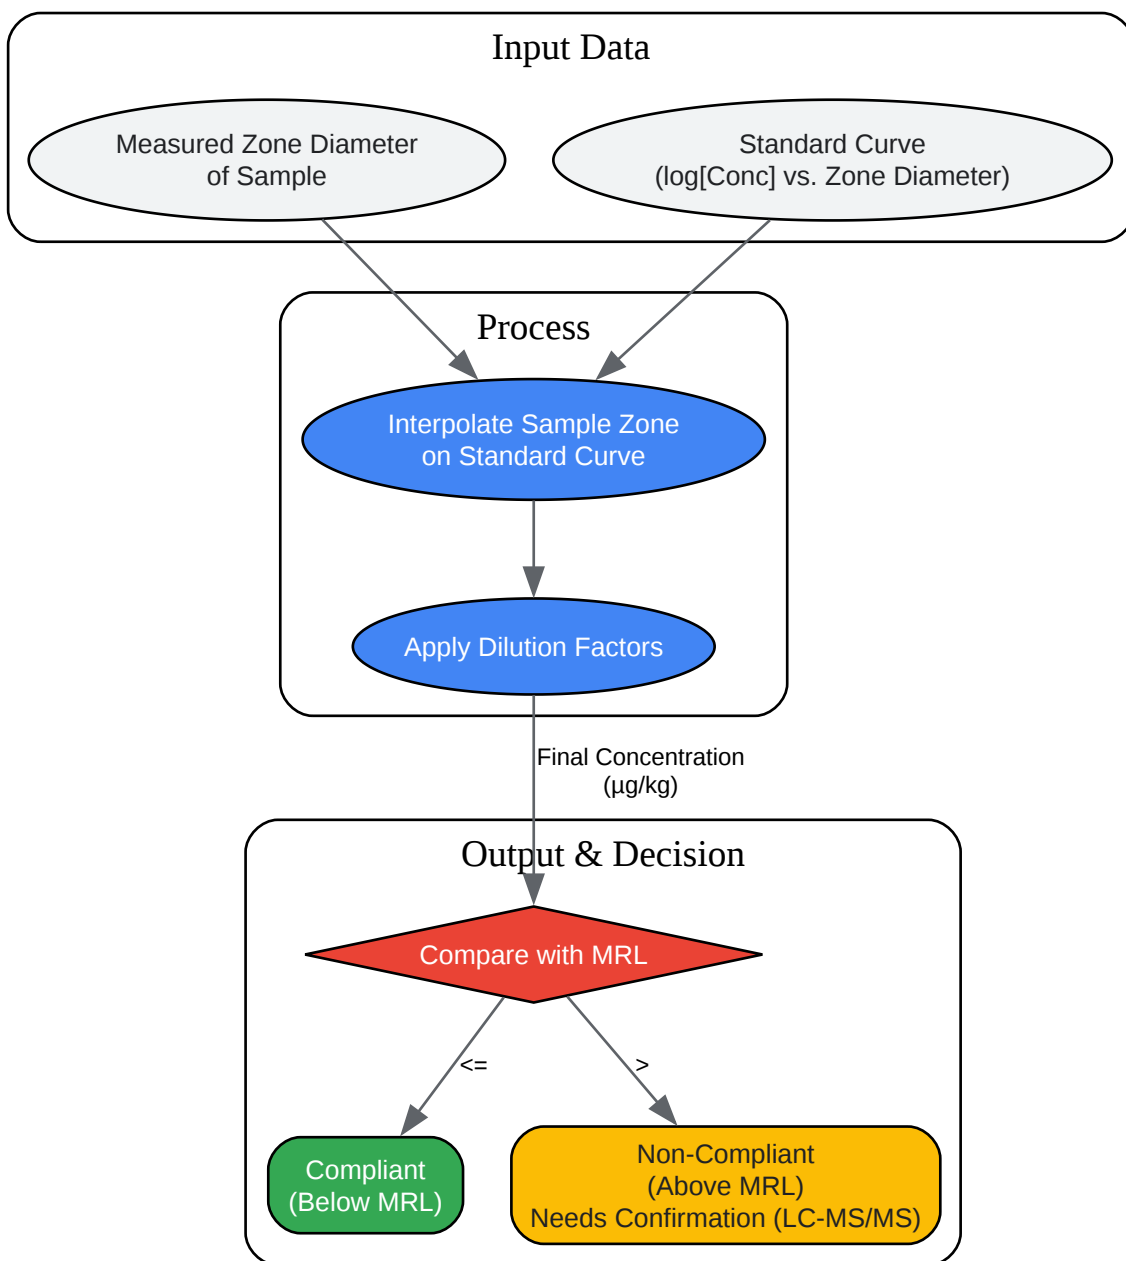 Input Data
Measured Zone Diameter
of Sample
Standard Curve
(log[Conc] vs. Zone Diameter)
Process
Interpolate Sample Zone
on Standard Curve
Apply Dilution Factors
Final Concentration
(µg/kg)
Output & Decision
Compare with MRL
<=
>
Compliant
(Below MRL)
Non-Compliant
(Above MRL)
Needs Confirmation (LC-MS/MS)